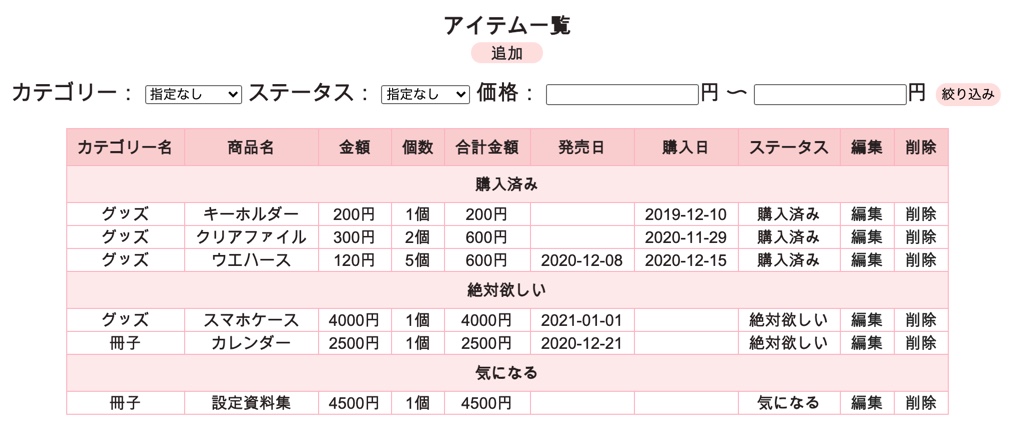 アイテム一覧
追加
カテゴリー： 指定なし ステータス： 指定なし 価格： 円 〜 円 絞り込み
カテゴリー名 商品名 金額 個数 合計金額 発売日 購入日 ステータス 編集 削除
購入済み
グッズ キーホルダー 200円 1個 200円 2019-12-10 購入済み 編集 削除
グッズ クリアファイル 300円 2個 600円 2020-11-29 購入済み 編集 削除
グッズ ウエハース 120円 5個 600円 2020-12-08 2020-12-15 購入済み 編集 削除
絶対欲しい
グッズ スマホケース 4000円 1個 4000円 2021-01-01 絶対欲しい 編集 削除
冊子 カレンダー 2500円 1個 2500円 2020-12-21 絶対欲しい 編集 削除
気になる
冊子 設定資料集 4500円 1個 4500円 気になる 編集 削除